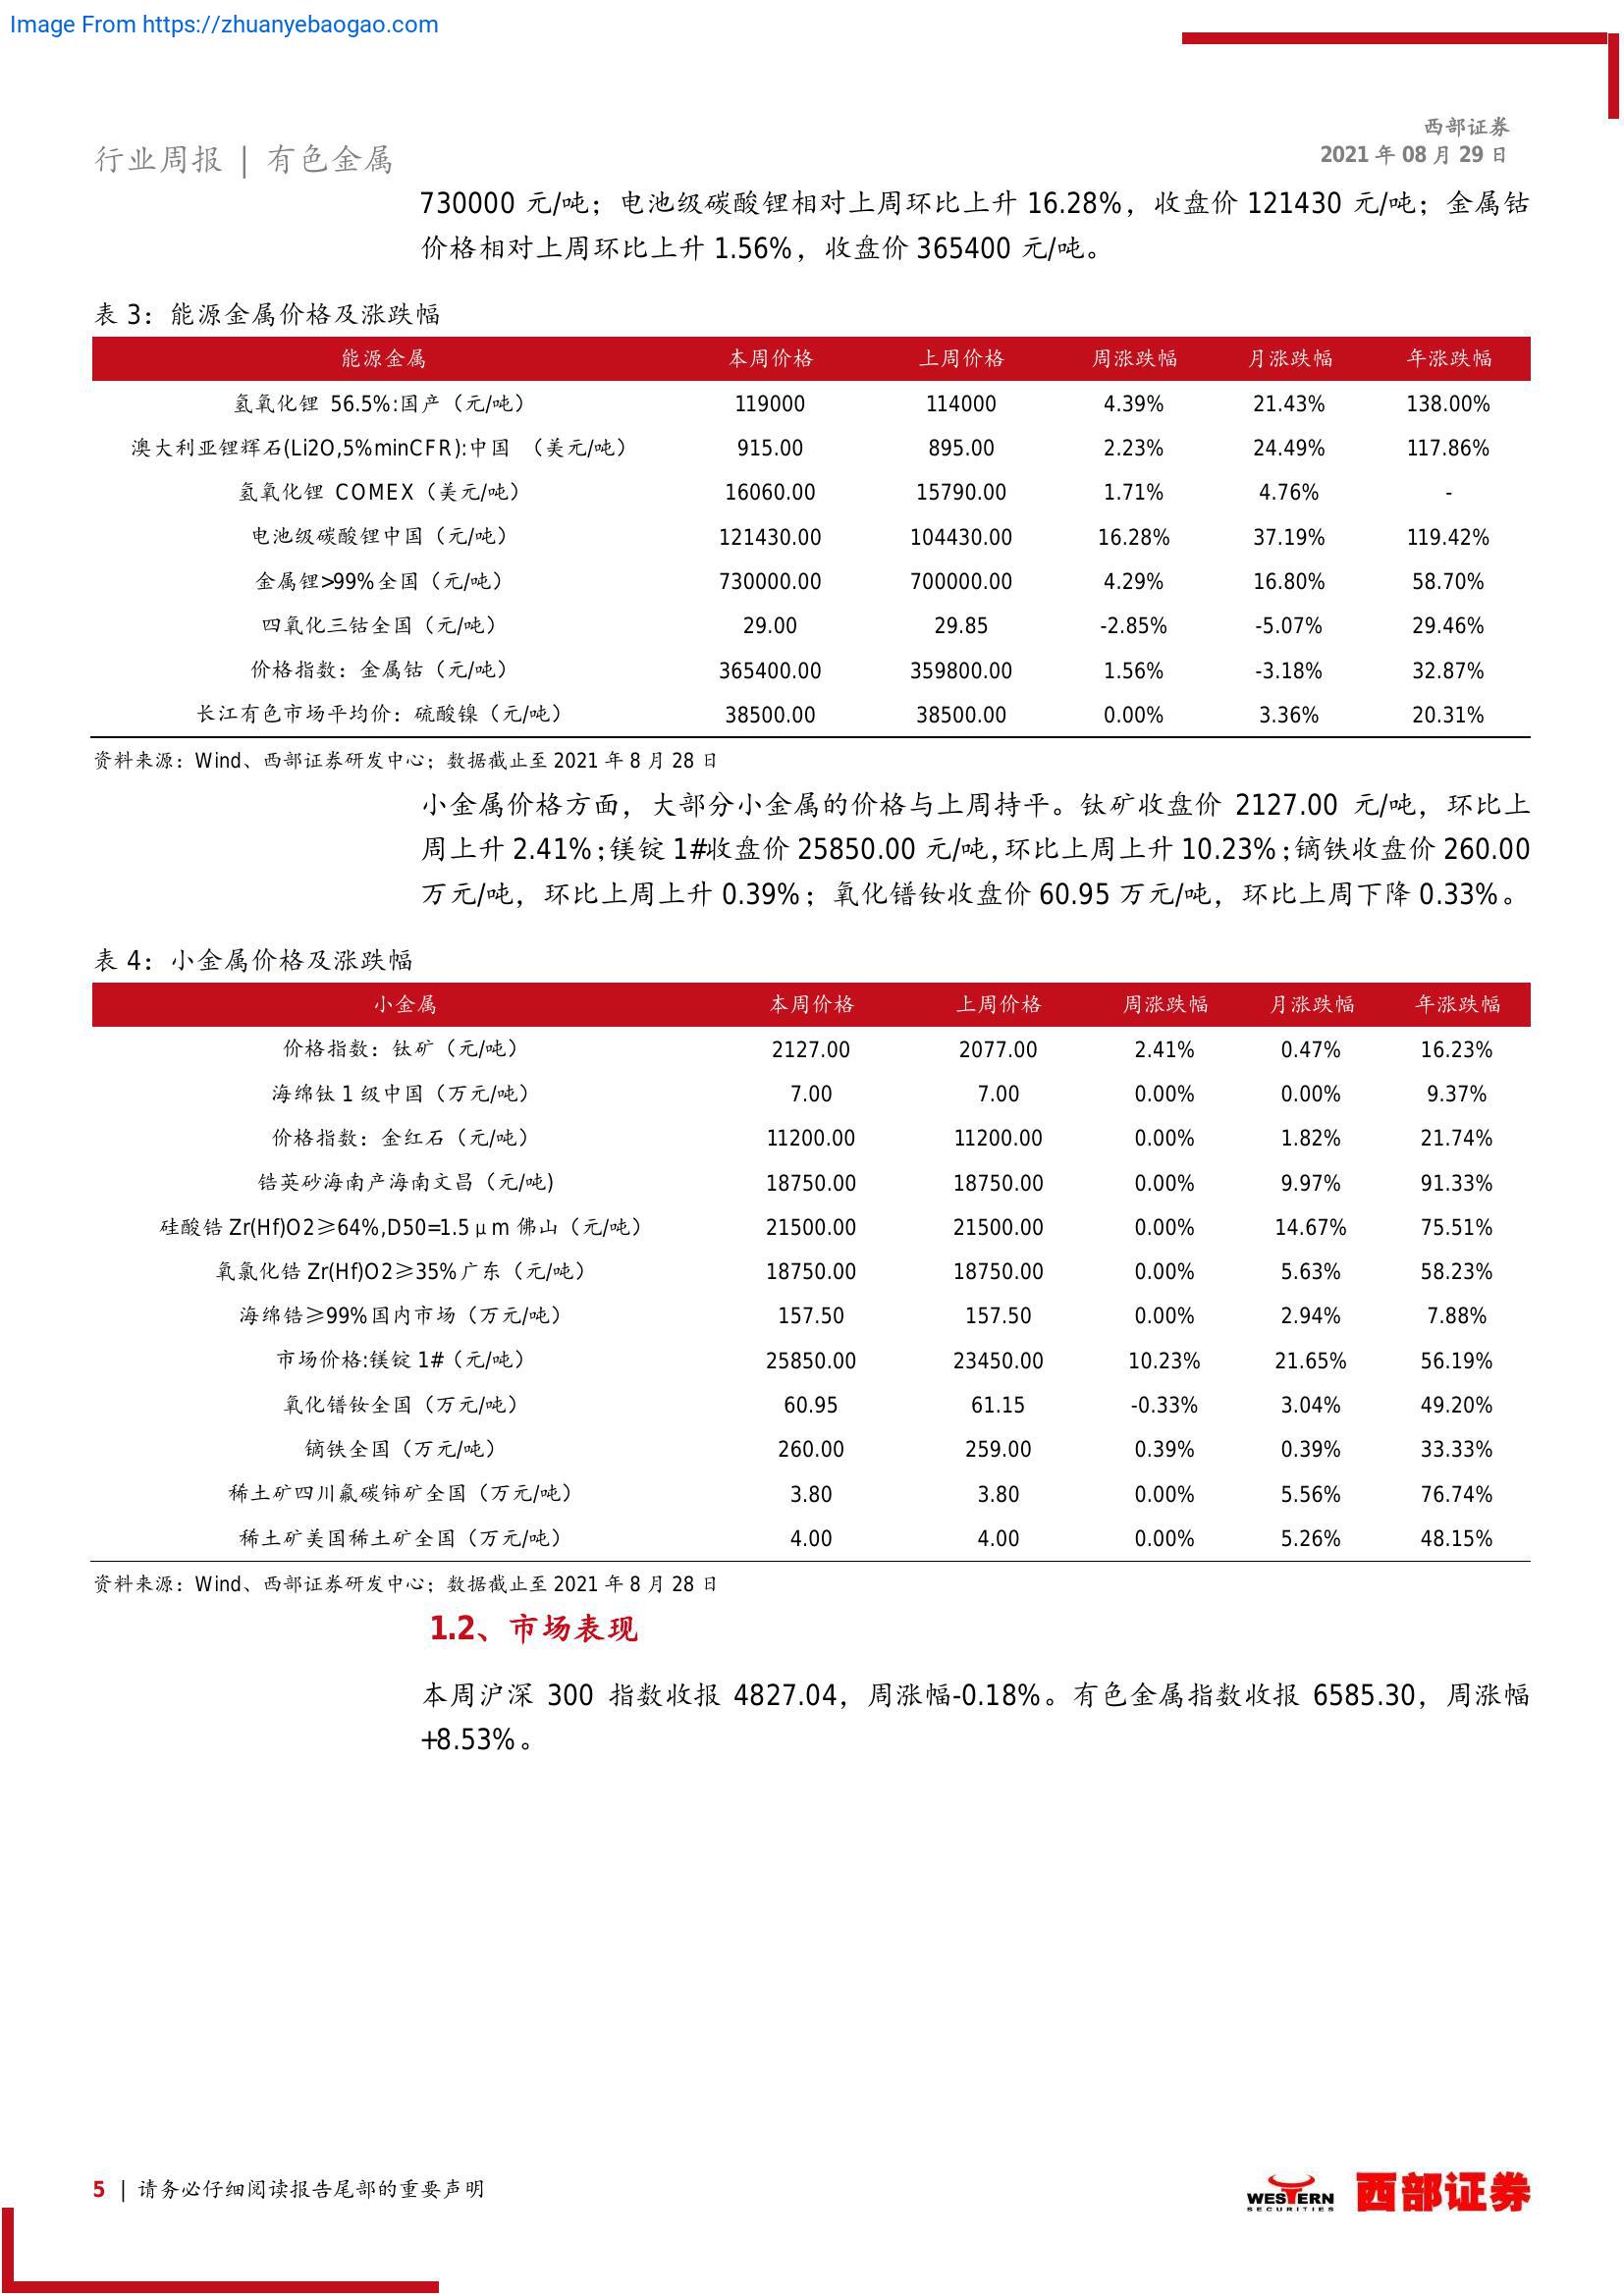 Image From https://zhuanyebaogao.com
西部证券
行业周报 | 有色金属
2021 年 08 月 29 日
730000 元/吨；电池级碳酸锂相对上周环比上升 16.28%，收盘价 121430 元/吨；金属钴
价格相对上周环比上升 1.56%，收盘价 365400 元/吨。
表 3：能源金属价格及涨跌幅
能源金属 本周价格 上周价格 周涨跌幅 月涨跌幅 年涨跌幅
氢氧化锂 56.5%:国产（元/吨） 119000 114000 4.39% 21.43% 138.00%
澳大利亚锂辉石(Li2O,5%minCFR):中国 （美元/吨） 915.00 895.00 2.23% 24.49% 117.86%
氢氧化锂 COMEX（美元/吨） 16060.00 15790.00 1.71% 4.76% -
电池级碳酸锂中国（元/吨） 121430.00 104430.00 16.28% 37.19% 119.42%
金属锂>99%全国（元/吨） 730000.00 700000.00 4.29% 16.80% 58.70%
四氧化三钴全国（元/吨） 29.00 29.85 -2.85% -5.07% 29.46%
价格指数：金属钴（元/吨） 365400.00 359800.00 1.56% -3.18% 32.87%
长江有色市场平均价：硫酸镍（元/吨） 38500.00 38500.00 0.00% 3.36% 20.31%
资料来源：Wind、西部证券研发中心；数据截止至 2021 年 8 月 28 日
小金属价格方面，大部分小金属的价格与上周持平。钛矿收盘价 2127.00 元/吨，环比上
周上升 2.41%；镁锭 1#收盘价 25850.00 元/吨，环比上周上升 10.23%；镝铁收盘价 260.00
万元/吨，环比上周上升 0.39%；氧化镨钕收盘价 60.95 万元/吨，环比上周下降 0.33%。
表 4：小金属价格及涨跌幅
小金属 本周价格 上周价格 周涨跌幅 月涨跌幅 年涨跌幅
价格指数：钛矿（元/吨） 2127.00 2077.00 2.41% 0.47% 16.23%
海绵钛 1 级中国（万元/吨） 7.00 7.00 0.00% 0.00% 9.37%
价格指数：金红石（元/吨） 11200.00 11200.00 0.00% 1.82% 21.74%
锆英砂海南产海南文昌（元/吨) 18750.00 18750.00 0.00% 9.97% 91.33%
硅酸锆 Zr(Hf)O2≥64%,D50=1.5μm 佛山（元/吨） 21500.00 21500.00 0.00% 14.67% 75.51%
氧氯化锆 Zr(Hf)O2≥35%广东（元/吨） 18750.00 18750.00 0.00% 5.63% 58.23%
海绵锆≥99%国内市场（万元/吨） 157.50 157.50 0.00% 2.94% 7.88%
市场价格:镁锭 1#（元/吨） 25850.00 23450.00 10.23% 21.65% 56.19%
氧化镨钕全国（万元/吨） 60.95 61.15 -0.33% 3.04% 49.20%
镝铁全国（万元/吨） 260.00 259.00 0.39% 0.39% 33.33%
稀土矿四川氟碳铈矿全国（万元/吨） 3.80 3.80 0.00% 5.56% 76.74%
稀土矿美国稀土矿全国（万元/吨） 4.00 4.00 0.00% 5.26% 48.15%
资料来源：Wind、西部证券研发中心；数据截止至 2021 年 8 月 28 日
1.2、市场表现
本周沪深 300 指数收报 4827.04，周涨幅-0.18%。有色金属指数收报 6585.30，周涨幅
+8.53%。
5 | 请务必仔细阅读报告尾部的重要声明
WESTERN
SECURITIES
西部证券